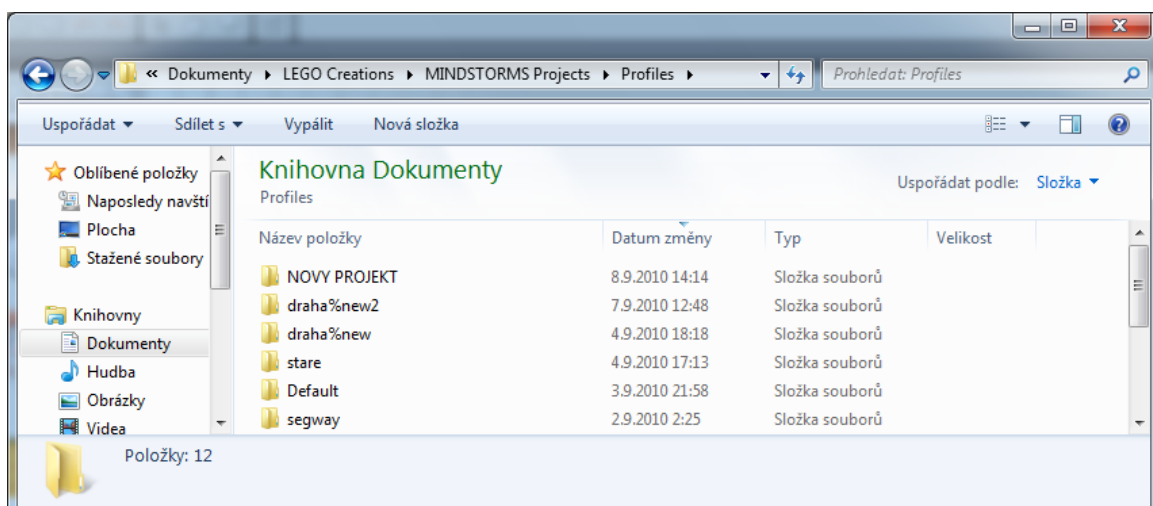 « Dokumenty ▸ LEGO Creations ▸ MINDSTORMS Projects ▸ Profiles ▸ Prohledat: Profiles
Uspořádat Sdílet s Vypálit Nová složka
Oblíbené položky
Naposledy navští
Plocha
Stažené soubory
Knihovny
Dokumenty
Hudba
Obrázky
Videa
Knihovna Dokumenty
Profiles
Uspořádat podle: Složka
Název položky Datum změny Typ Velikost
NOVY PROJEKT 8.9.2010 14:14 Složka souborů
draha%new2 7.9.2010 12:48 Složka souborů
draha%new 4.9.2010 18:18 Složka souborů
stare 4.9.2010 17:13 Složka souborů
Default 3.9.2010 21:58 Složka souborů
segway 2.9.2010 2:25 Složka souborů
Položky: 12